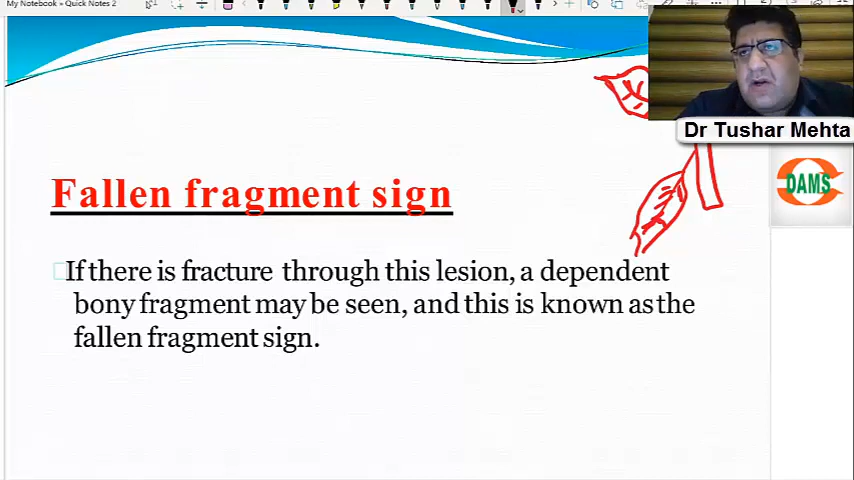 My Notebook > Quick Notes 2
Dr Tushar Mehta
DAMS
Fallen fragment sign
If there is fracture through this lesion, a dependent
bony fragment may be seen, and this is known as the
fallen fragment sign.